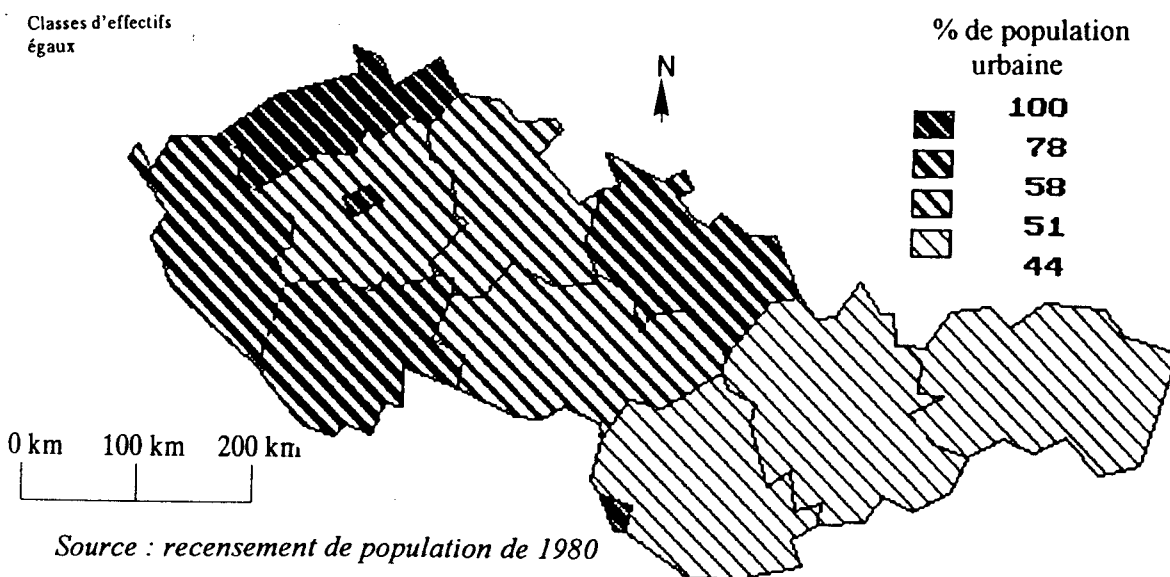 Classes d'effectifs
égaux
% de population
urbaine
N
100
78
58
51
44
0 km 100 km 200 km
Source : recensement de population de 1980